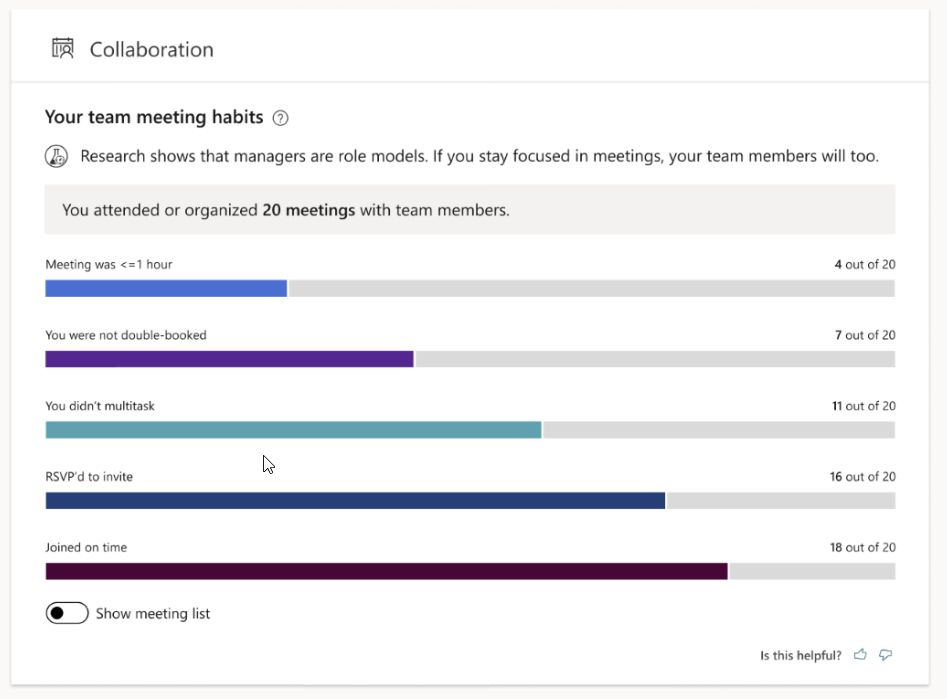 Collaboration
Your team meeting habits ?
Research shows that managers are role models. If you stay focused in meetings, your team members will too.
You attended or organized 20 meetings with team members.
Meeting was <=1 hour 4 out of 20
You were not double-booked 7 out of 20
You didn't multitask 11 out of 20
RSVP'd to invite 16 out of 20
Joined on time 18 out of 20
Show meeting list
Is this helpful?